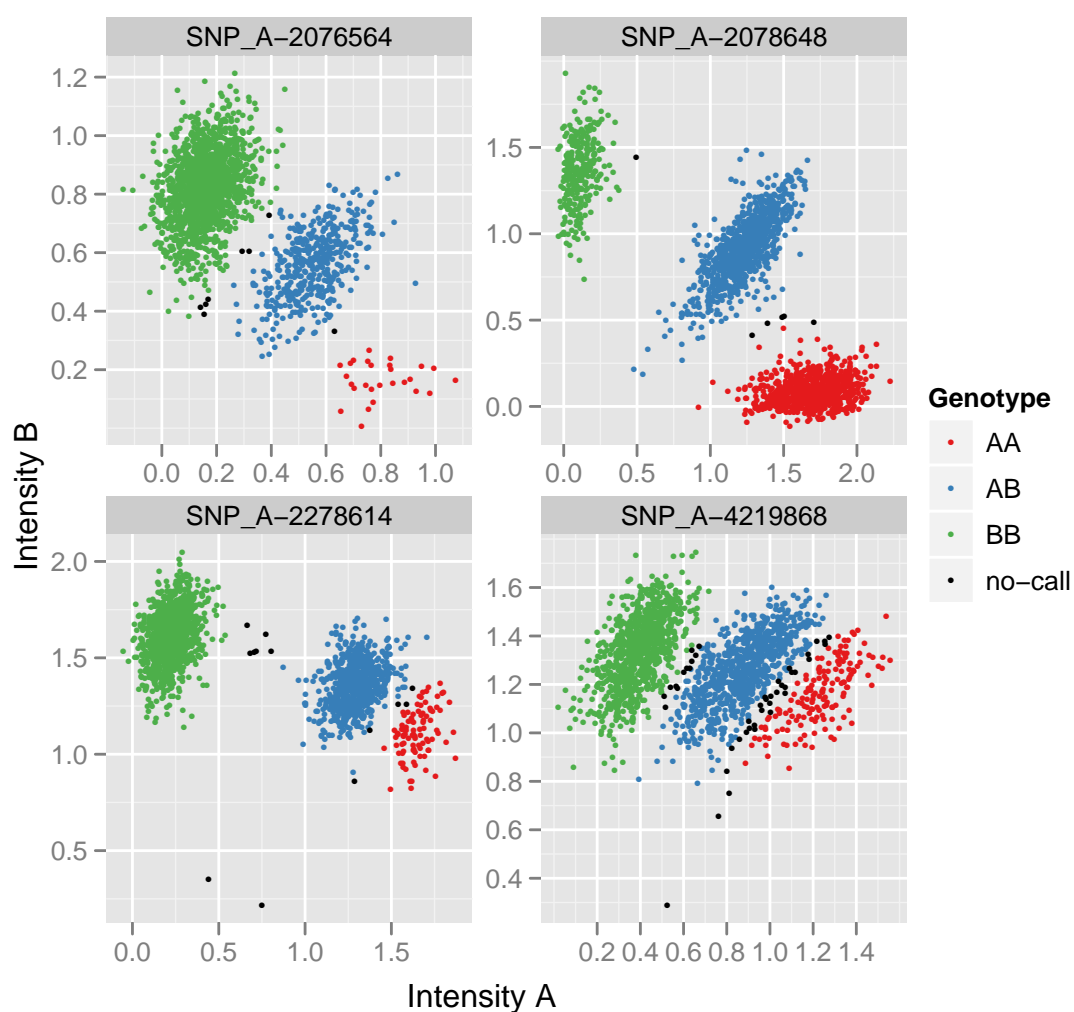 SNP_A−2076564
SNP_A−2078648
1.2
1.0
0.8
0.6
0.4
0.2
1.5
1.0
0.5
0.0
0.0 0.2 0.4 0.6 0.8 1.0
0.0 0.5 1.0 1.5 2.0
SNP_A−2278614
SNP_A−4219868
2.0
1.5
1.0
0.5
1.6
1.4
1.2
1.0
0.8
0.6
0.4
0.0 0.5 1.0 1.5
0.2 0.4 0.6 0.8 1.0 1.2 1.4
Intensity B
Intensity A
Genotype
AA
AB
BB
no−call